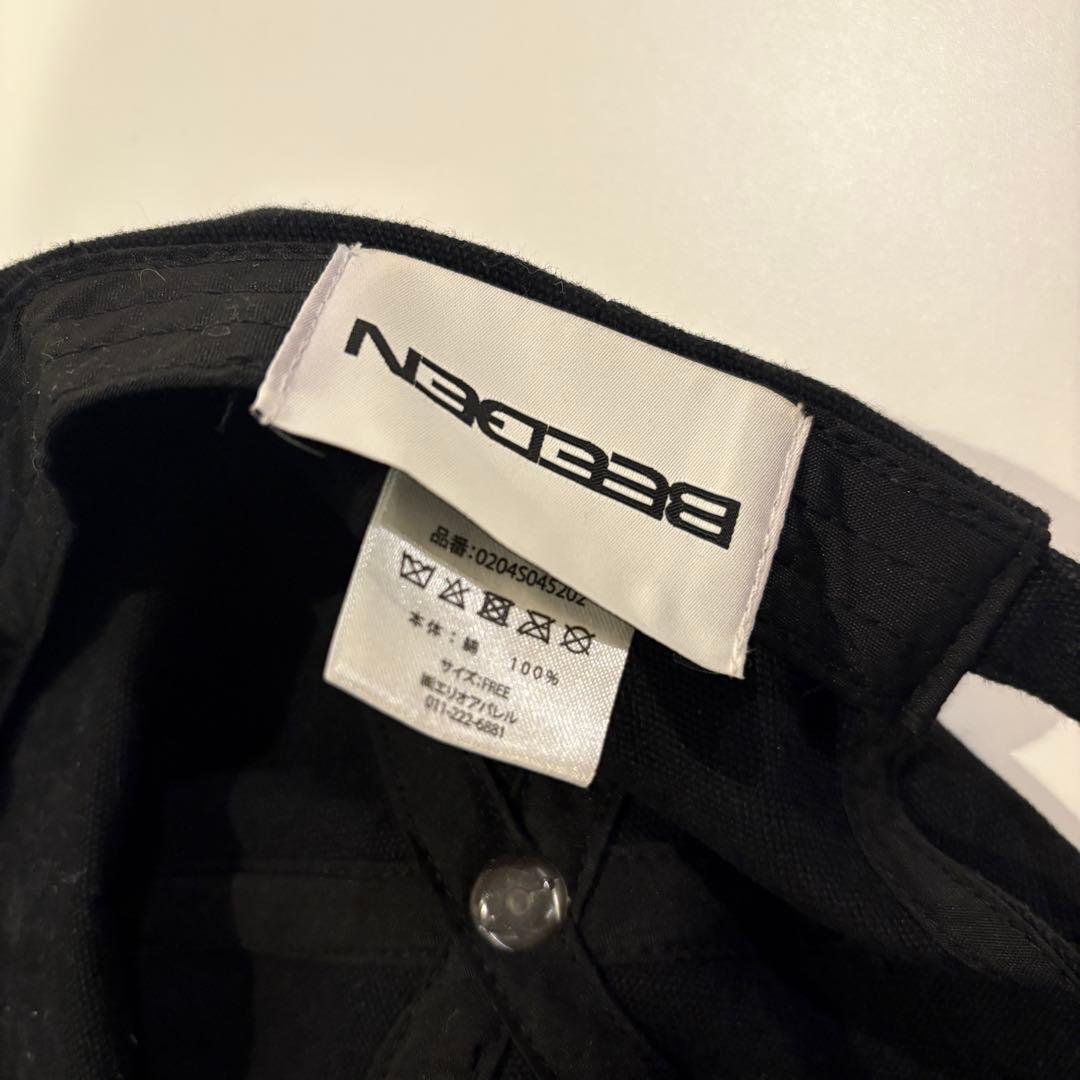 BEEDEN
品番:0204S045202
本体:綿 100%
サイズ:FREE
㈱エリオアパレル
011-222-6881